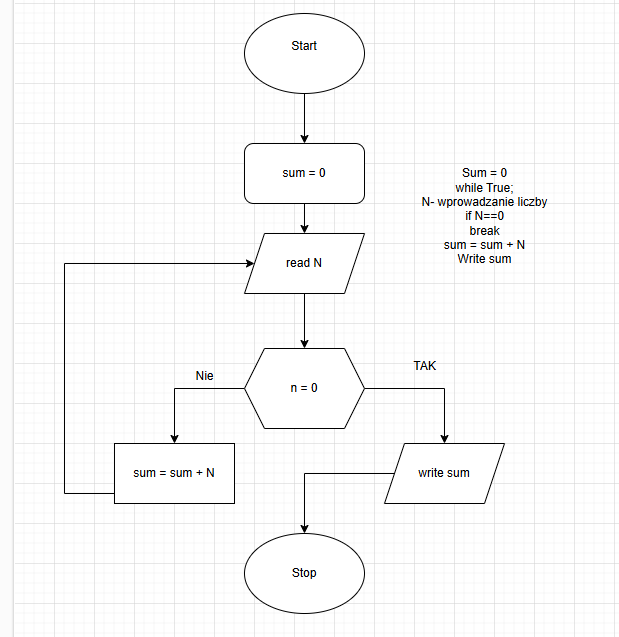 Start
sum = 0
Sum = 0
while True;
N- wprowadzanie liczby
if N==0
break
sum = sum + N
Write sum
read N
n = 0
Nie
TAK
sum = sum + N
write sum
Stop